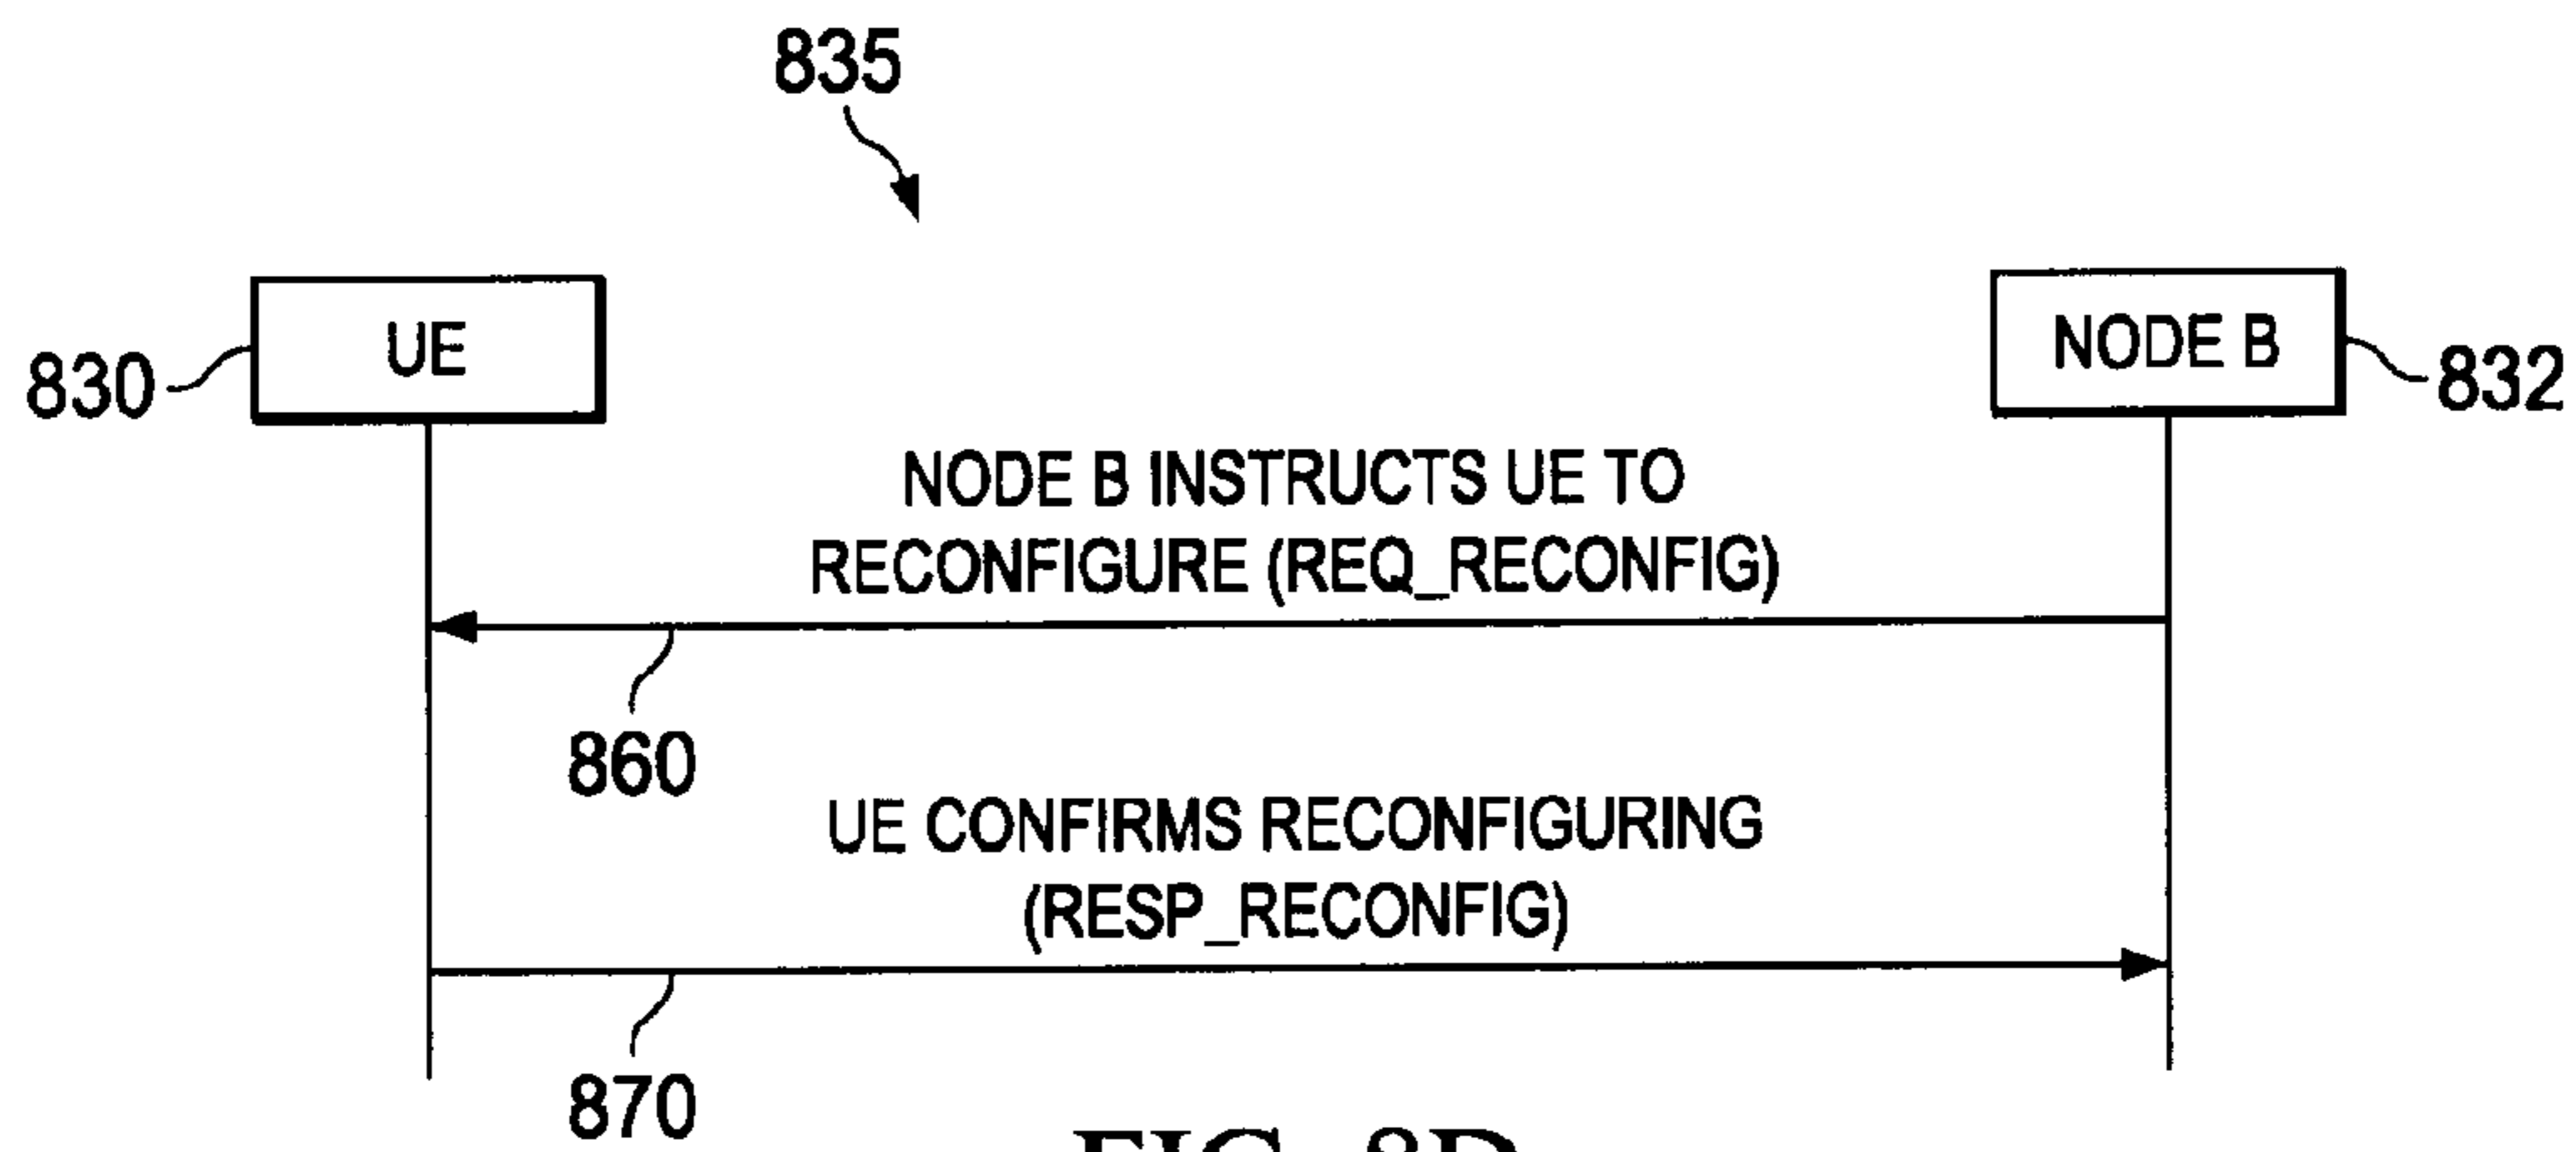 835
UE
NODE B
830
832
NODE B INSTRUCTS UE TO
RECONFIGURE (REQ_RECONFIG)
860
UE CONFIRMS RECONFIGURING
(RESP_RECONFIG)
870